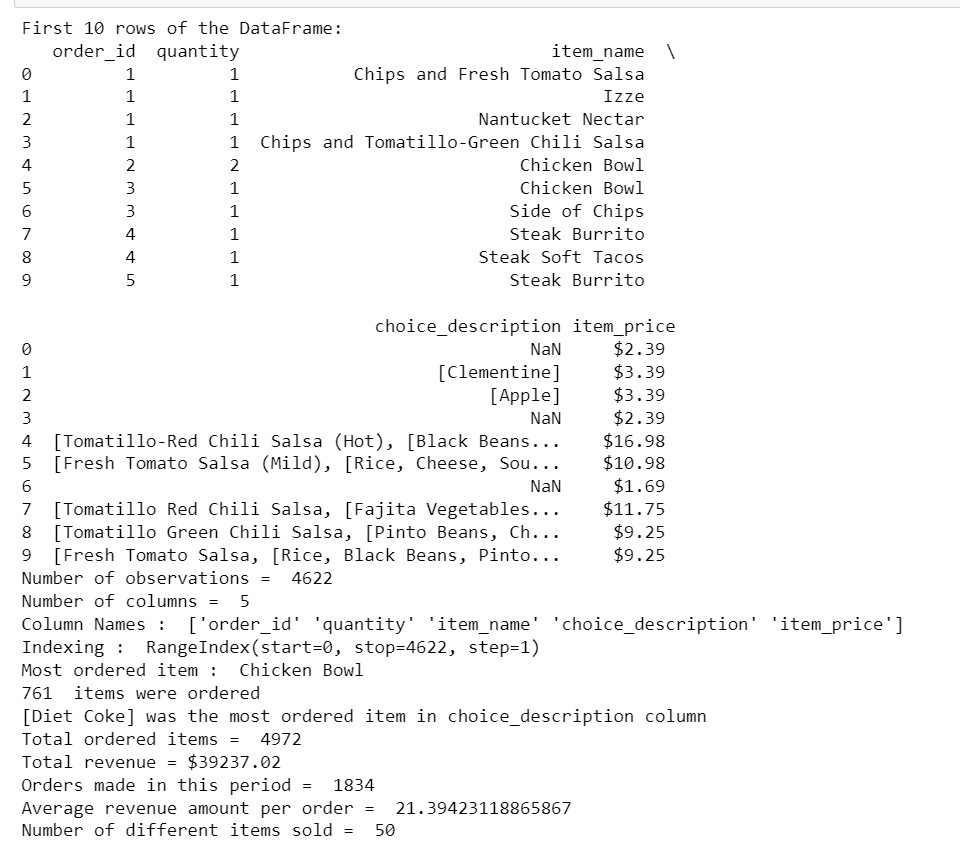 First 10 rows of the DataFrame:
   order_id  quantity                              item_name  \
0         1         1           Chips and Fresh Tomato Salsa
1         1         1                                   Izze
2         1         1                       Nantucket Nectar
3         1         1  Chips and Tomatillo-Green Chili Salsa
4         2         2                           Chicken Bowl
5         3         1                           Chicken Bowl
6         3         1                          Side of Chips
7         4         1                          Steak Burrito
8         4         1                       Steak Soft Tacos
9         5         1                          Steak Burrito

                                  choice_description item_price
0                                                NaN     $2.39
1                                       [Clementine]     $3.39
2                                            [Apple]     $3.39
3                                                NaN     $2.39
4  [Tomatillo-Red Chili Salsa (Hot), [Black Beans...    $16.98
5  [Fresh Tomato Salsa (Mild), [Rice, Cheese, Sou...    $10.98
6                                                NaN     $1.69
7  [Tomatillo Red Chili Salsa, [Fajita Vegetables...    $11.75
8  [Tomatillo Green Chili Salsa, [Pinto Beans, Ch...     $9.25
9  [Fresh Tomato Salsa, [Rice, Black Beans, Pinto...     $9.25
Number of observations =  4622
Number of columns =  5
Column Names :  ['order_id' 'quantity' 'item_name' 'choice_description' 'item_price']
Indexing :  RangeIndex(start=0, stop=4622, step=1)
Most ordered item :  Chicken Bowl
761  items were ordered
[Diet Coke] was the most ordered item in choice_description column
Total ordered items =  4972
Total revenue = $39237.02
Orders made in this period =  1834
Average revenue amount per order =  21.39423118865867
Number of different items sold =  50